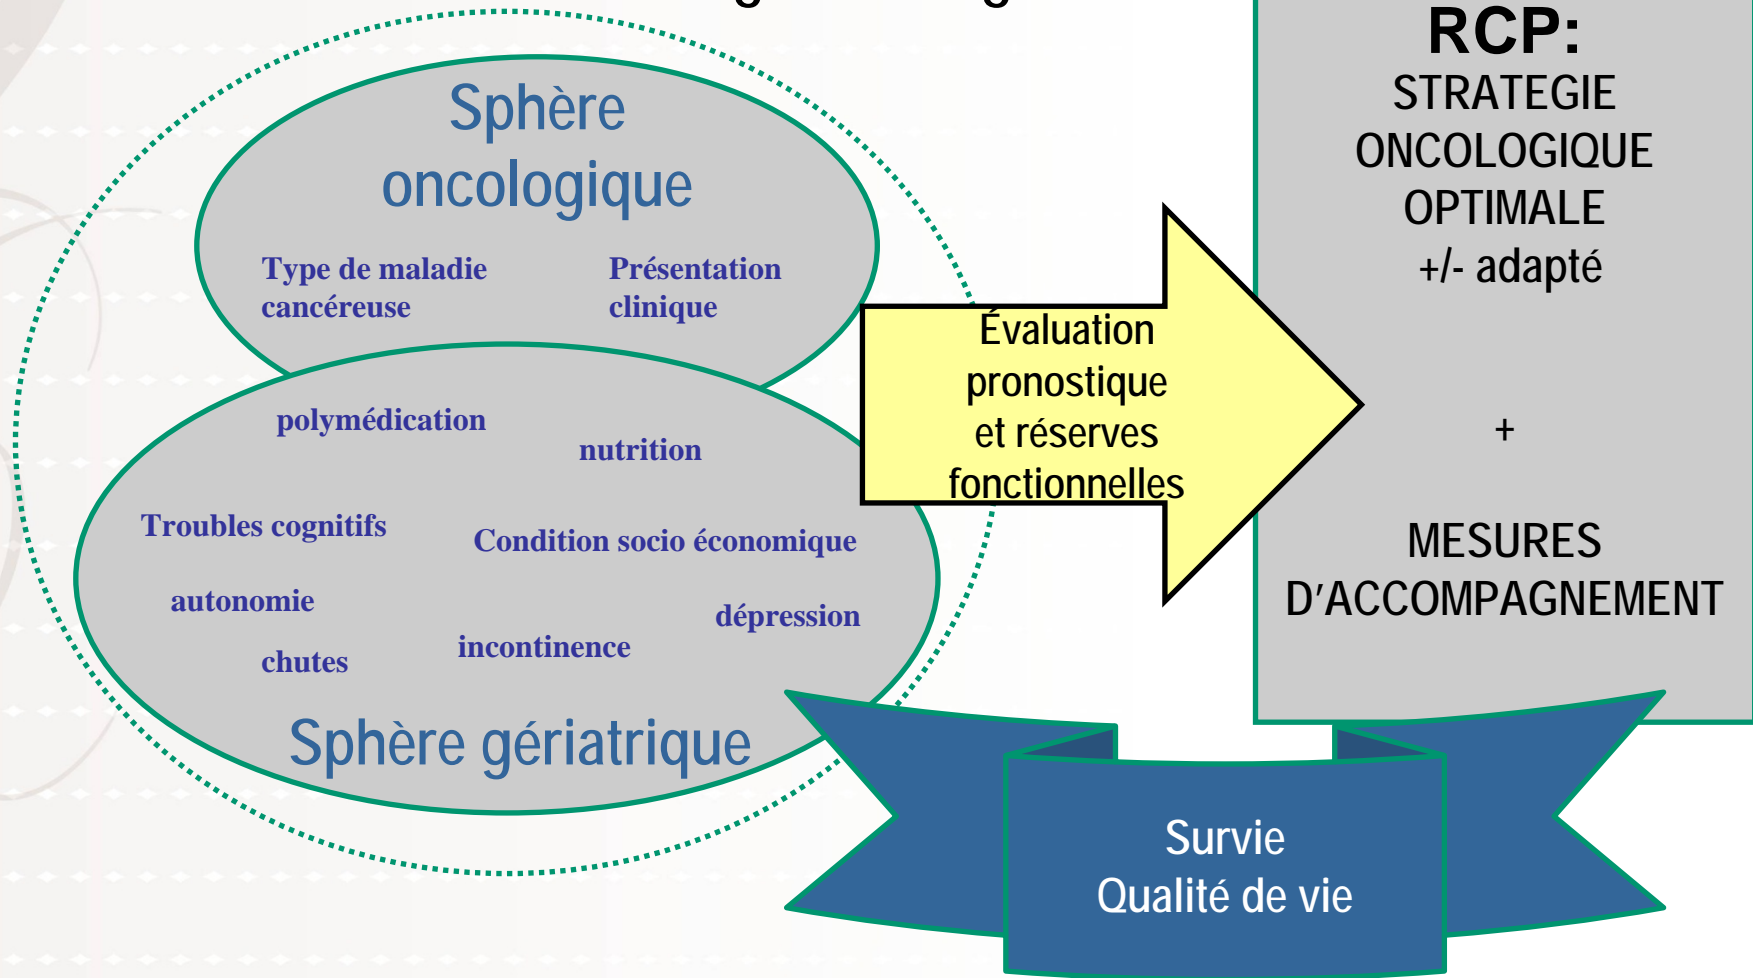 Sphère
oncologique
Type de maladie
cancéreuse
Présentation
clinique
polymédication
nutrition
Troubles cognitifs
Condition socio économique
autonomie
dépression
incontinence
chutes
Sphère gériatrique
Évaluation
pronostique
et réserves
fonctionnelles
RCP:
STRATEGIE
ONCOLOGIQUE
OPTIMALE
+/- adapté
+
MESURES
D’ACCOMPAGNEMENT
Survie
Qualité de vie